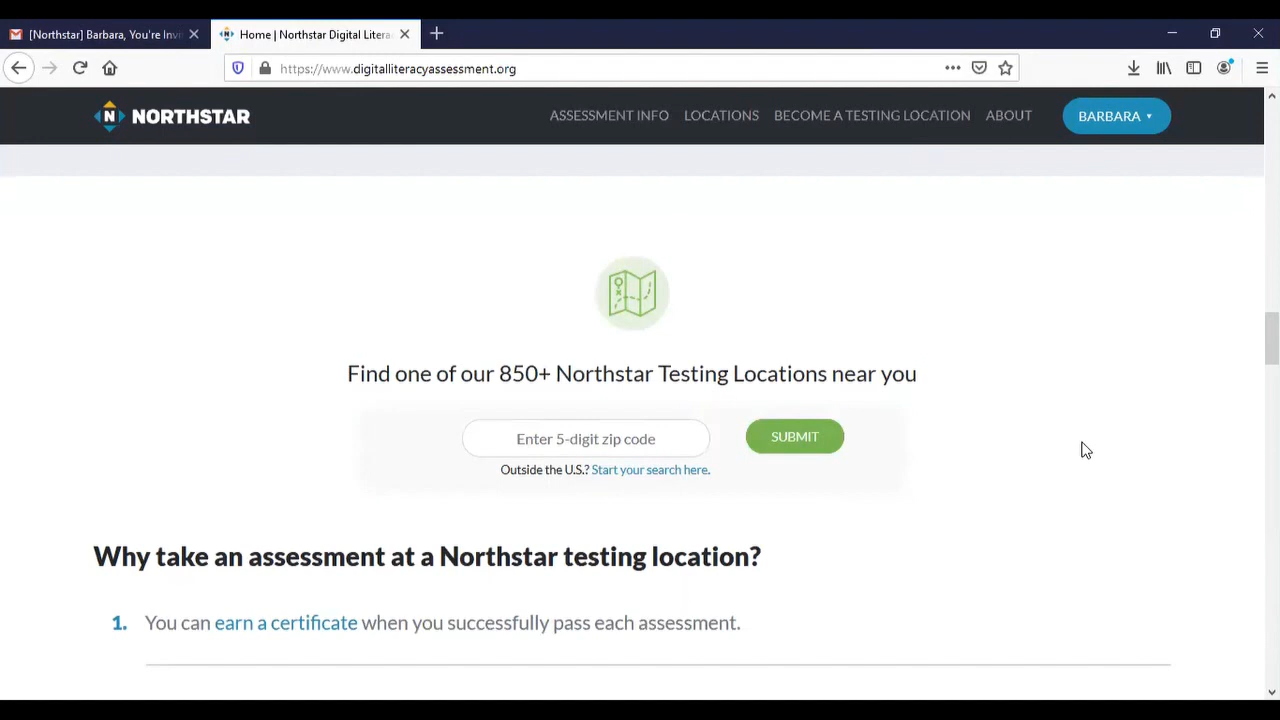 [Northstar] Barbara, You're Invi
Home | Northstar Digital Litera
https://www.digitalliteracyassessment.org
N NORTHSTAR
ASSESSMENT INFO LOCATIONS BECOME A TESTING LOCATION ABOUT BARBARA
Find one of our 850+ Northstar Testing Locations near you
Enter 5-digit zip code SUBMIT
Outside the U.S.? Start your search here.
Why take an assessment at a Northstar testing location?
1. You can earn a certificate when you successfully pass each assessment.